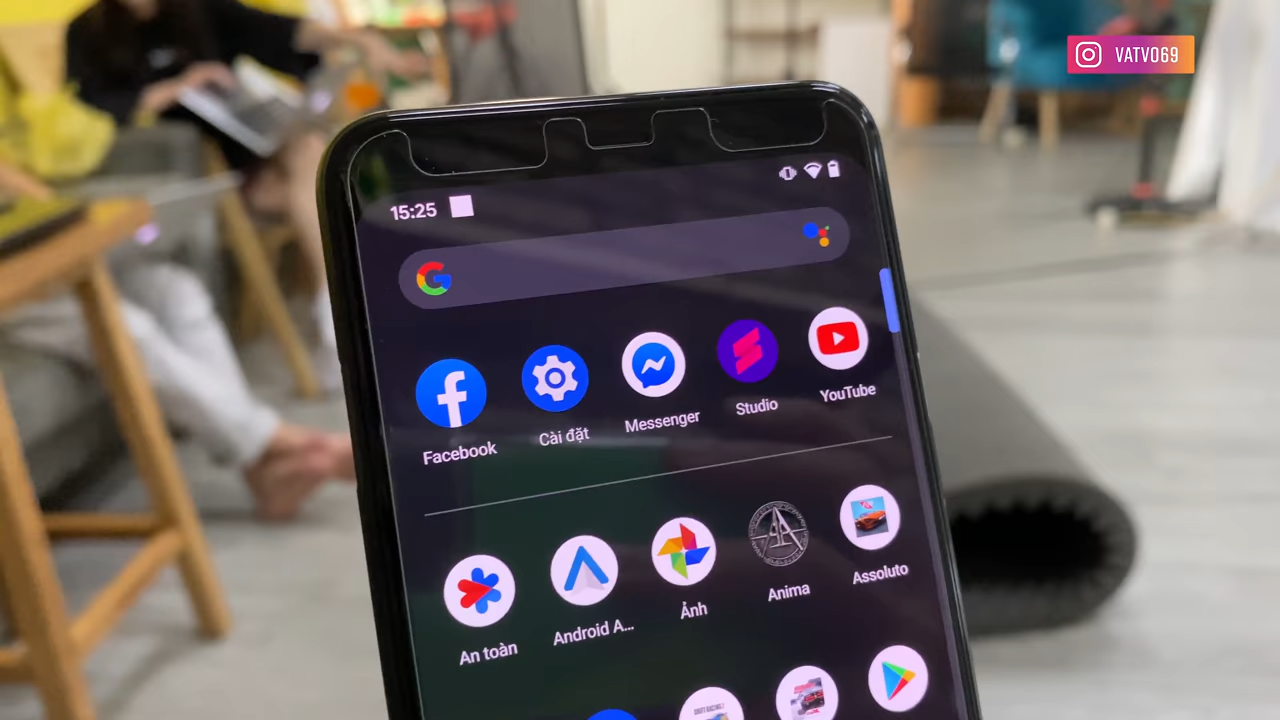 VATVO69
15:25
G
Facebook
Cài đặt
Messenger
Studio
YouTube
An toàn
Android A...
Ảnh
Anima
Assoluto